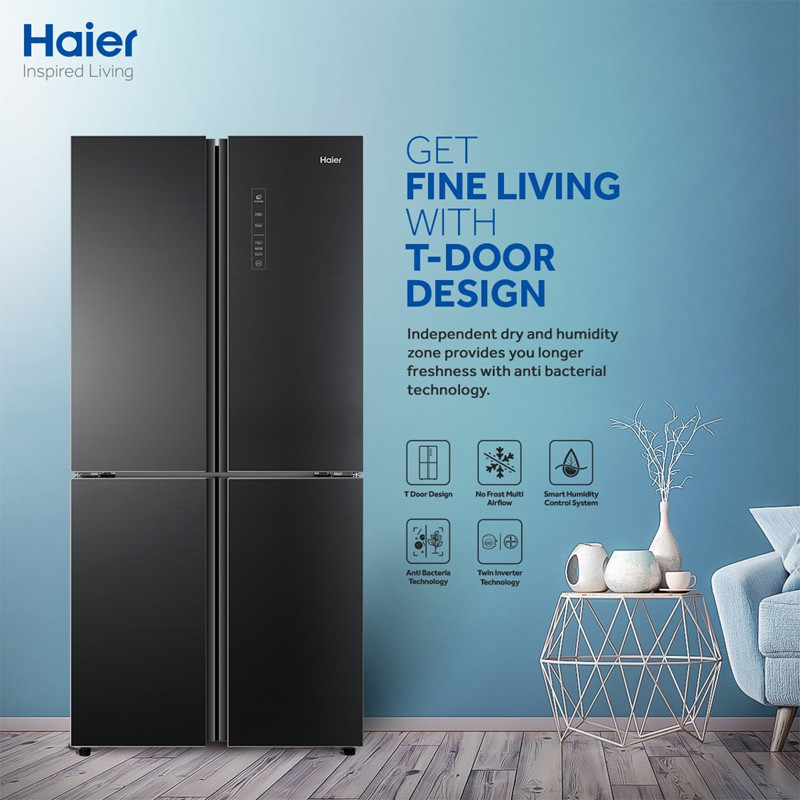 Haier
Inspired Living
Haier
GET
FINE LIVING
WITH
T-DOOR
DESIGN
Independent dry and humidity
zone provides you longer
freshness with anti bacterial
technology.
T Door Design
No Frost Multi
Airflow
Smart Humidity
Control System
Anti Bacteria
Technology
Twin Inverter
Technology